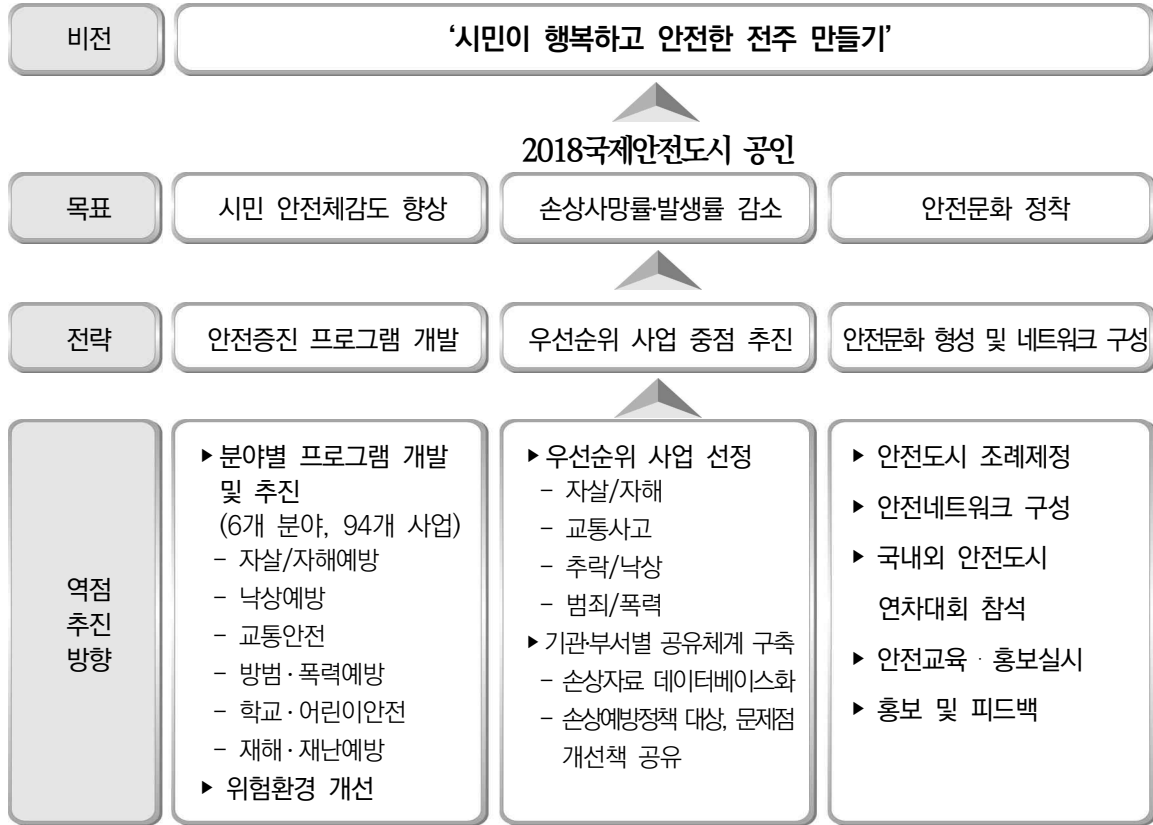 비전
‘시민이 행복하고 안전한 전주 만들기’
2018국제안전도시 공인
목표
시민 안전체감도 향상
손상사망률·발생률 감소
안전문화 정착
전략
안전증진 프로그램 개발
우선순위 사업 중점 추진
안전문화 형성 및 네트워크 구성
역점
추진
방향
▶ 분야별 프로그램 개발
및 추진
(6개 분야, 94개 사업)
- 자살/자해예방
- 낙상예방
- 교통안전
- 방범·폭력예방
- 학교·어린이안전
- 재해·재난예방
▶ 위험환경 개선
▶ 우선순위 사업 선정
- 자살/자해
- 교통사고
- 추락/낙상
- 범죄/폭력
▶ 기관·부서별 공유체계 구축
- 손상자료 데이터베이스화
- 손상예방정책 대상, 문제점
개선책 공유
▶ 안전도시 조례제정
▶ 안전네트워크 구성
▶ 국내외 안전도시
연차대회 참석
▶ 안전교육 · 홍보실시
▶ 홍보 및 피드백